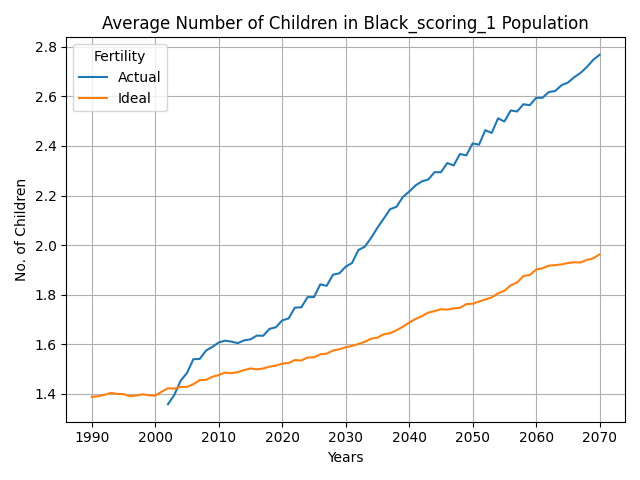 Average Number of Children in Black_scoring_1 Population
Fertility
Actual
Ideal
No. of Children
2.8
2.6
2.4
2.2
2.0
1.8
1.6
1.4
1990 2000 2010 2020 2030 2040 2050 2060 2070
Years